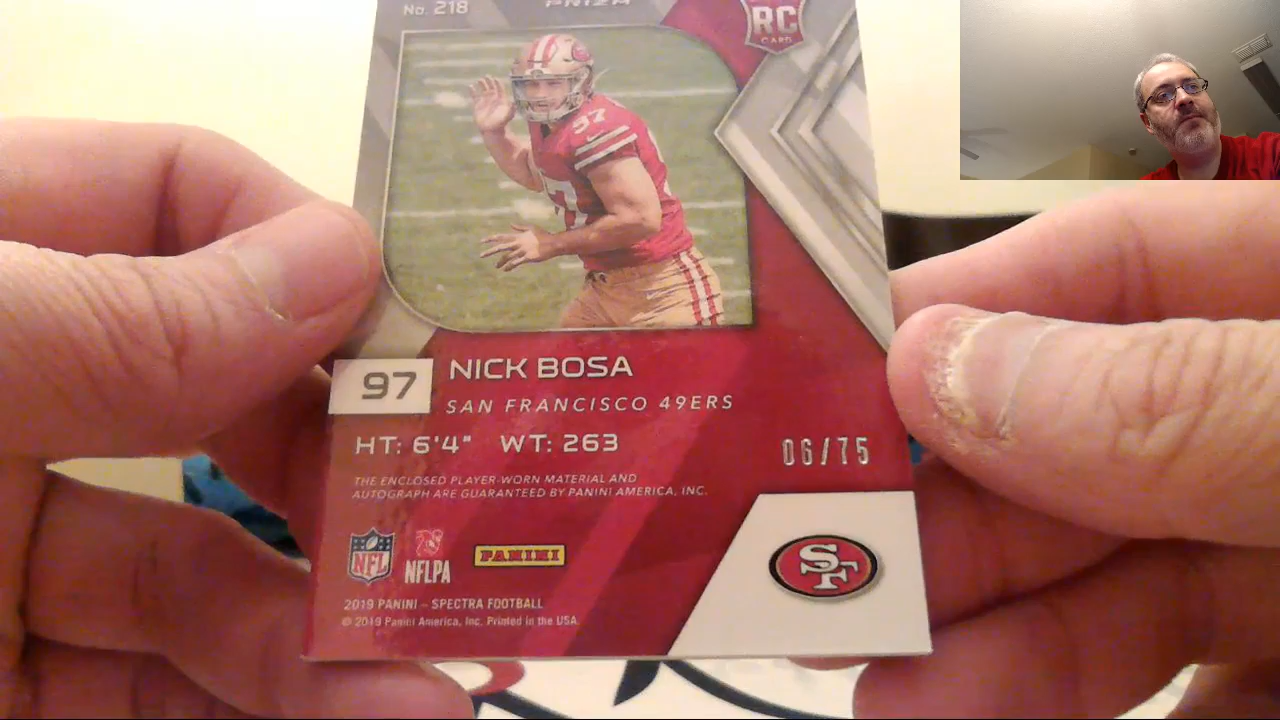 No. 218
PRIZM
RC
CARD
97
97
NICK BOSA
SAN FRANCISCO 49ERS
HT: 6'4" WT: 263
06/75
THE ENCLOSED PLAYER-WORN MATERIAL AND
AUTOGRAPH ARE GUARANTEED BY PANINI AMERICA, INC.
NFL
NFLPA
PANINI
SF
2019 PANINI - SPECTRA FOOTBALL
© 2019 Panini America, Inc. Printed in the USA.